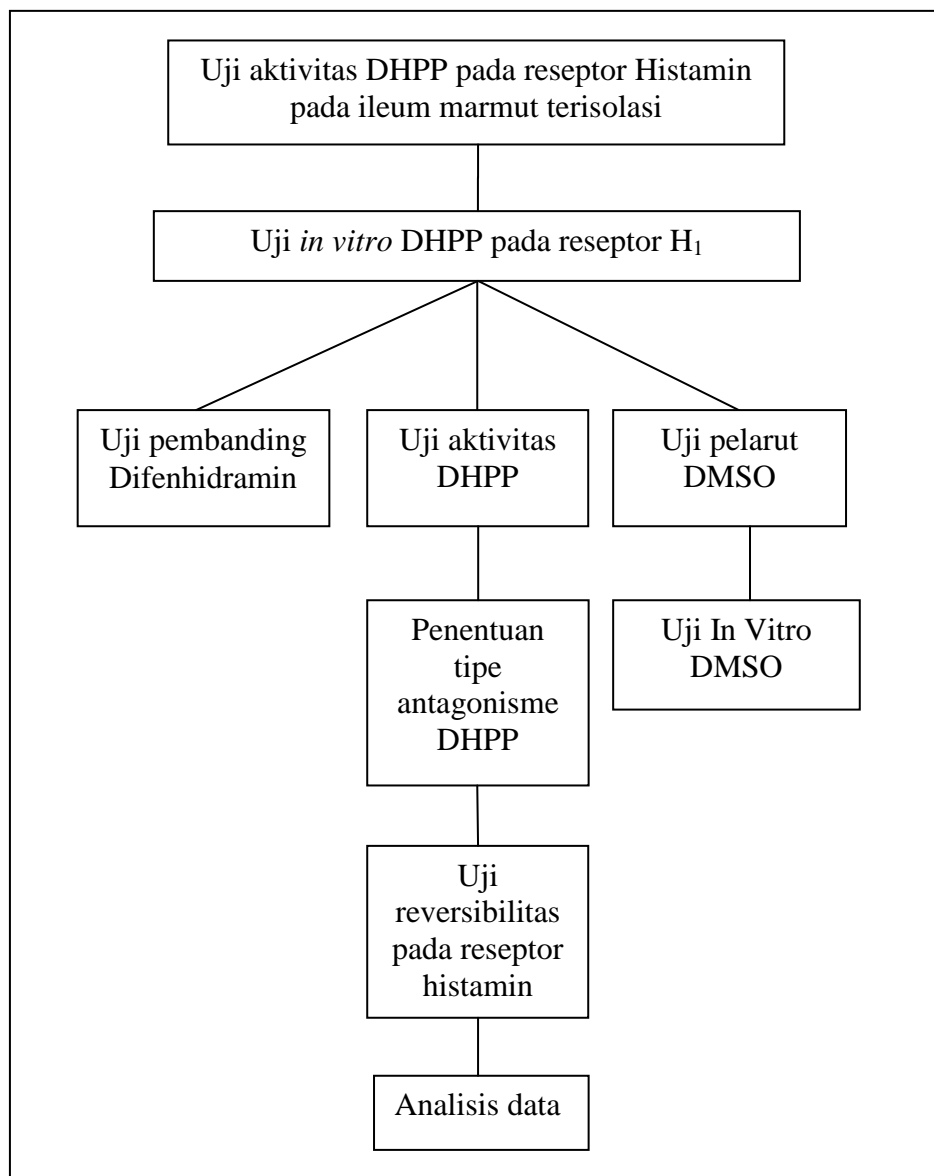 Uji aktivitas DHPP pada reseptor Histamin
pada ileum marmut terisolasi
Uji in vitro DHPP pada reseptor H₁
Uji pembanding
Difenhidramin
Uji aktivitas
DHPP
Uji pelarut
DMSO
Penentuan
tipe
antagonisme
DHPP
Uji In Vitro
DMSO
Uji
reversibilitas
pada reseptor
histamin
Analisis data